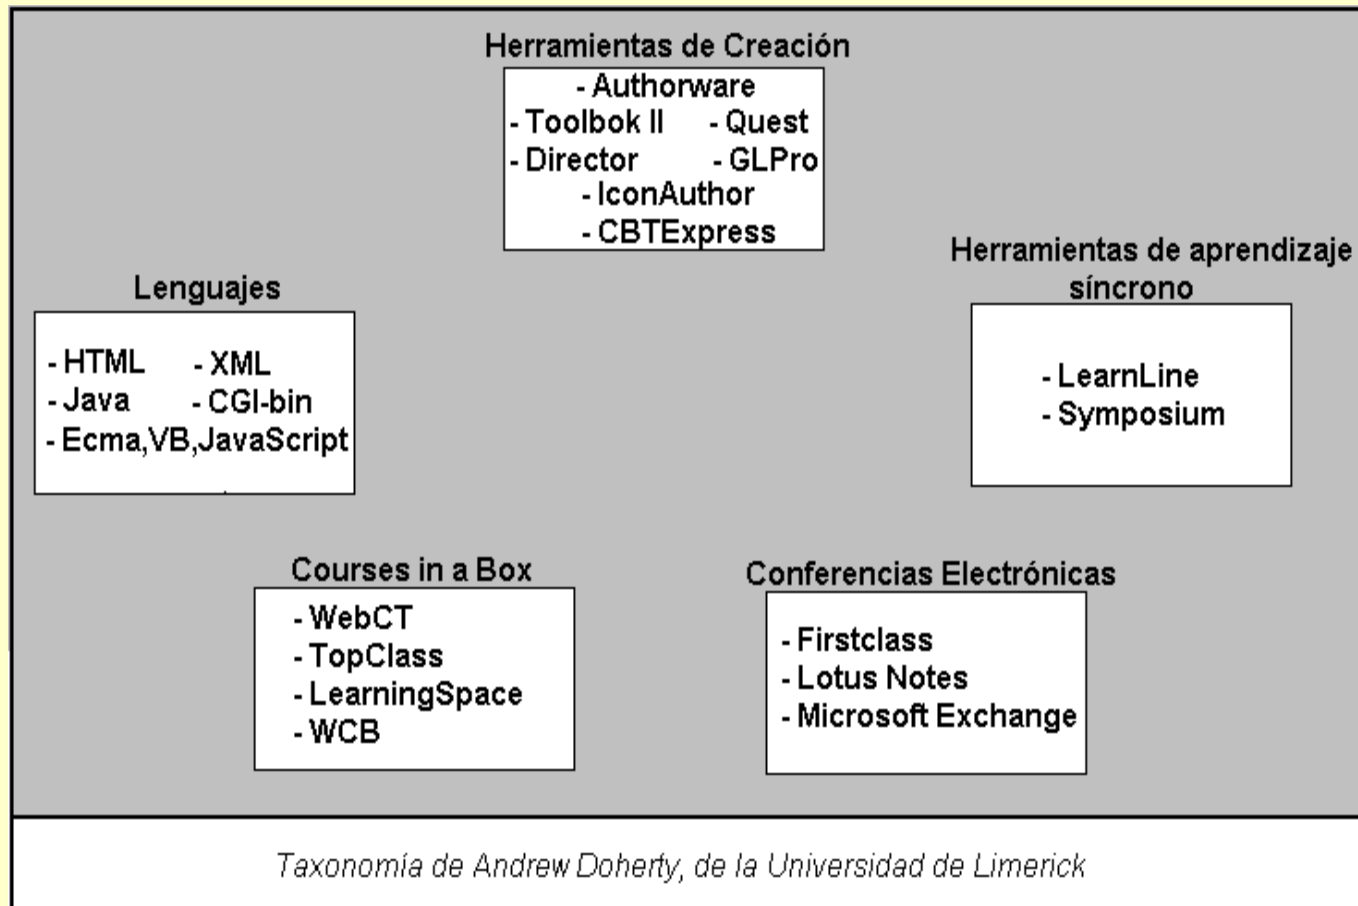 Herramientas de Creación
- Authorware
- Toolbok II - Quest
- Director - GLPro
- IconAuthor
- CBTExpress
Herramientas de aprendizaje
síncrono
- LearnLine
- Symposium
Lenguajes
- HTML - XML
- Java - CGI-bin
- Ecma,VB,JavaScript
Courses in a Box
- WebCT
- TopClass
- LearningSpace
- WCB
Conferencias Electrónicas
- Firstclass
- Lotus Notes
- Microsoft Exchange
Taxonomía de Andrew Doherty, de la Universidad de Limerick